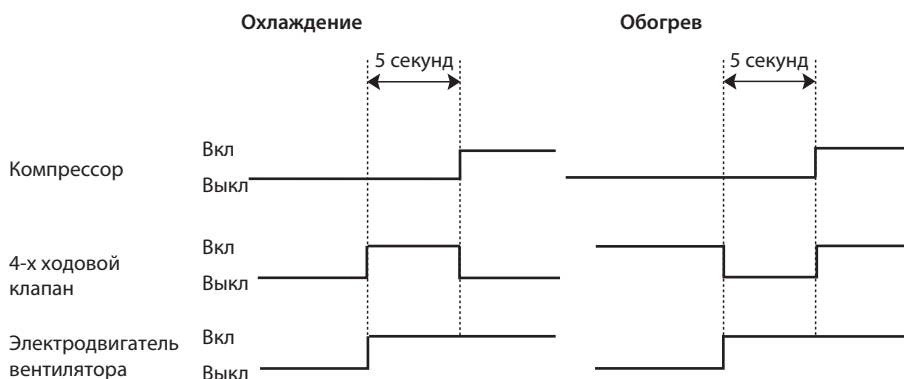 Охлаждение
Обогрев
5 секунд
5 секунд
Компрессор
Вкл
Выкл
4-х ходовой
клапан
Вкл
Выкл
Электродвигатель
вентилятора
Вкл
Выкл